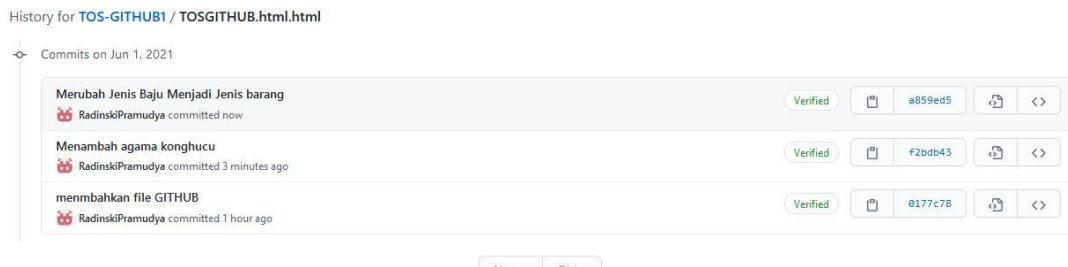 History for TOS-GITHUB1 / TOSGITHUB.html.html
Commits on Jun 1, 2021
Merubah Jenis Baju Menjadi Jenis barang
Verified a859ed5
RadinskiPramudya committed now
Menambah agama konghucu
Verified f2bdb43
RadinskiPramudya committed 3 minutes ago
menmbahkan file GITHUB
Verified 0177c78
RadinskiPramudya committed 1 hour ago